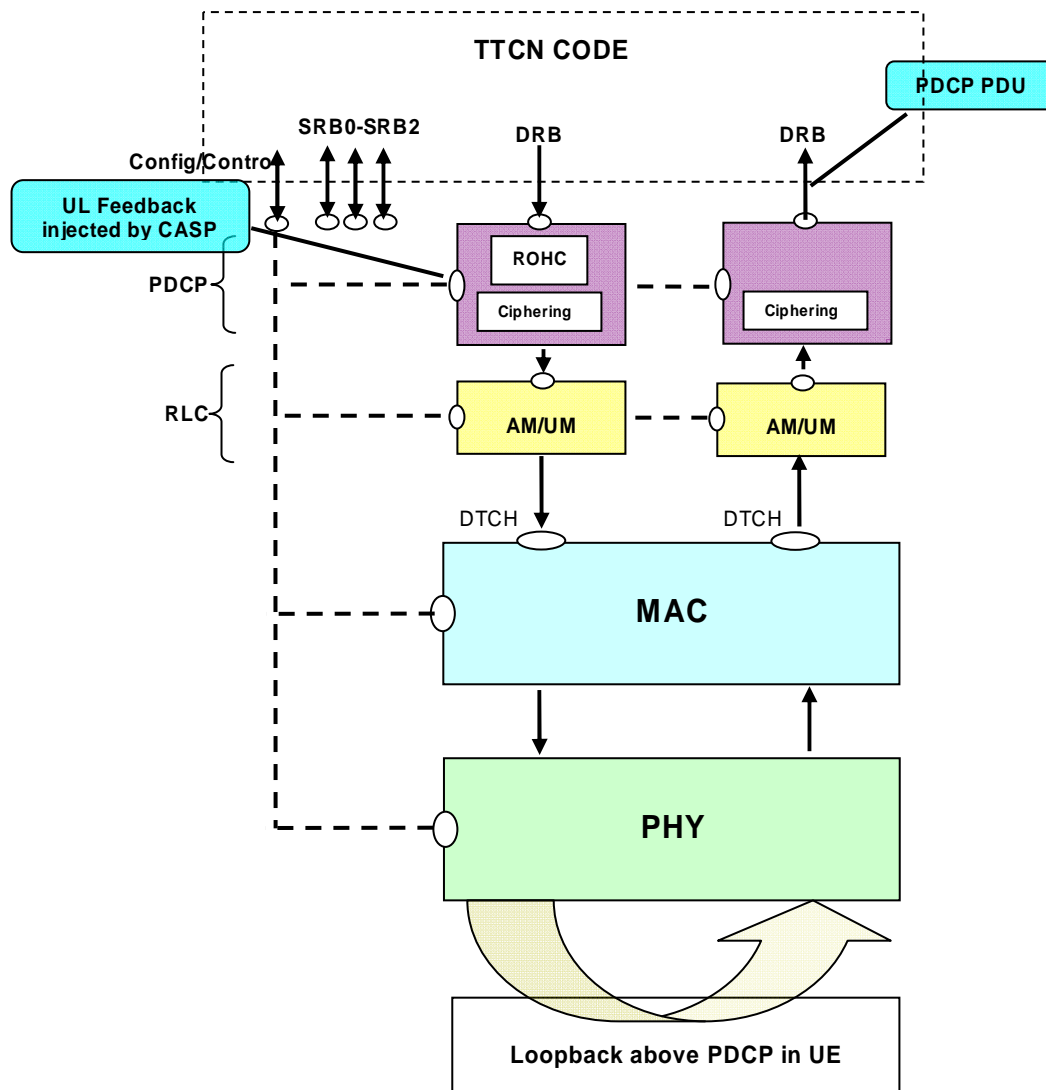 TTCN CODE
PDCP PDU
SRB0-SRB2
DRB
DRB
Config/Contro
UL Feedback
injected by CASP
ROHC
PDCP
Ciphering
Ciphering
RLC
AM/UM
AM/UM
DTCH
DTCH
MAC
PHY
Loopback above PDCP in UE